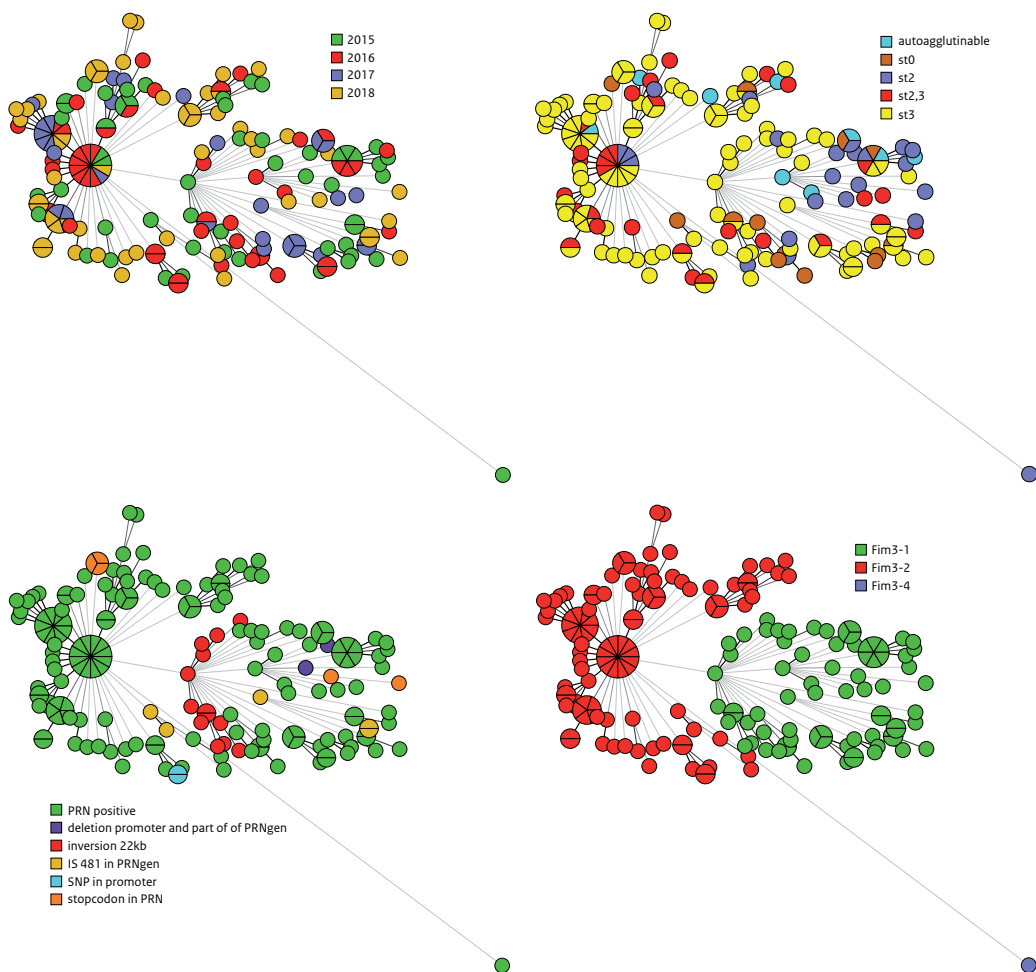 2015
2016
2017
2018
autoagglutinable
st0
st2
st2,3
st3
PRN positive
deletion promoter and part of of PRNgen
inversion 22kb
IS 481 in PRNgen
SNP in promoter
stopcodon in PRN
Fim3-1
Fim3-2
Fim3-4